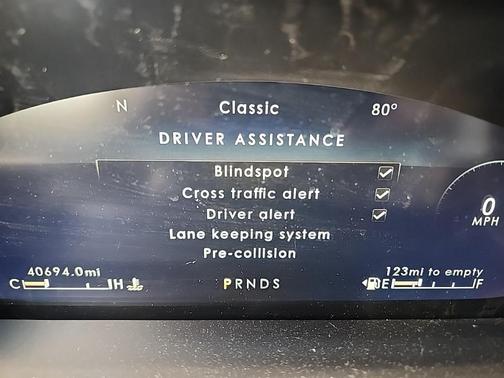 N Classic 80°
DRIVER ASSISTANCE
Blindspot
Cross traffic alert
Driver alert
Lane keeping system
Pre-collision
0
MPH
40694.0mi 123mi to empty
C H PRNDS E F